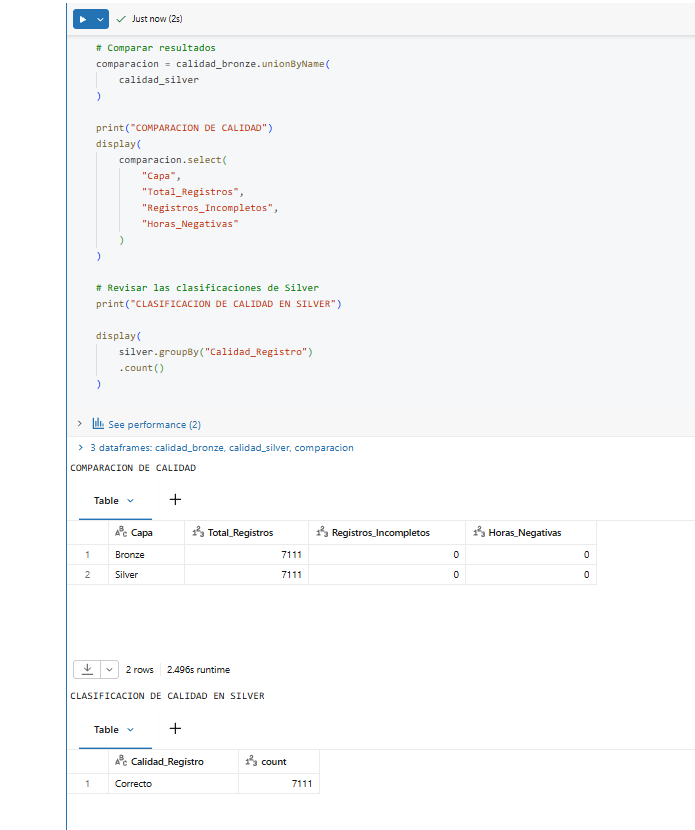 Just now (2s)
# Comparar resultados
comparacion = calidad_bronze.unionByName(
calidad_silver
)
print("COMPARACION DE CALIDAD")
display(
comparacion.select(
"Capa",
"Total_Registros",
"Registros_Incompletos",
"Horas_Negativas"
)
)
# Revisar las clasificaciones de Silver
print("CLASIFICACION DE CALIDAD EN SILVER")
display(
silver.groupBy("Calidad_Registro")
.count()
)
See performance (2)
3 dataframes: calidad_bronze, calidad_silver, comparacion
COMPARACION DE CALIDAD
Table
Capa Total_Registros Registros_Incompletos Horas_Negativas
1 Bronze 7111 0 0
2 Silver 7111 0 0
2 rows 2.496s runtime
CLASIFICACION DE CALIDAD EN SILVER
Table
Calidad_Registro count
1 Correcto 7111